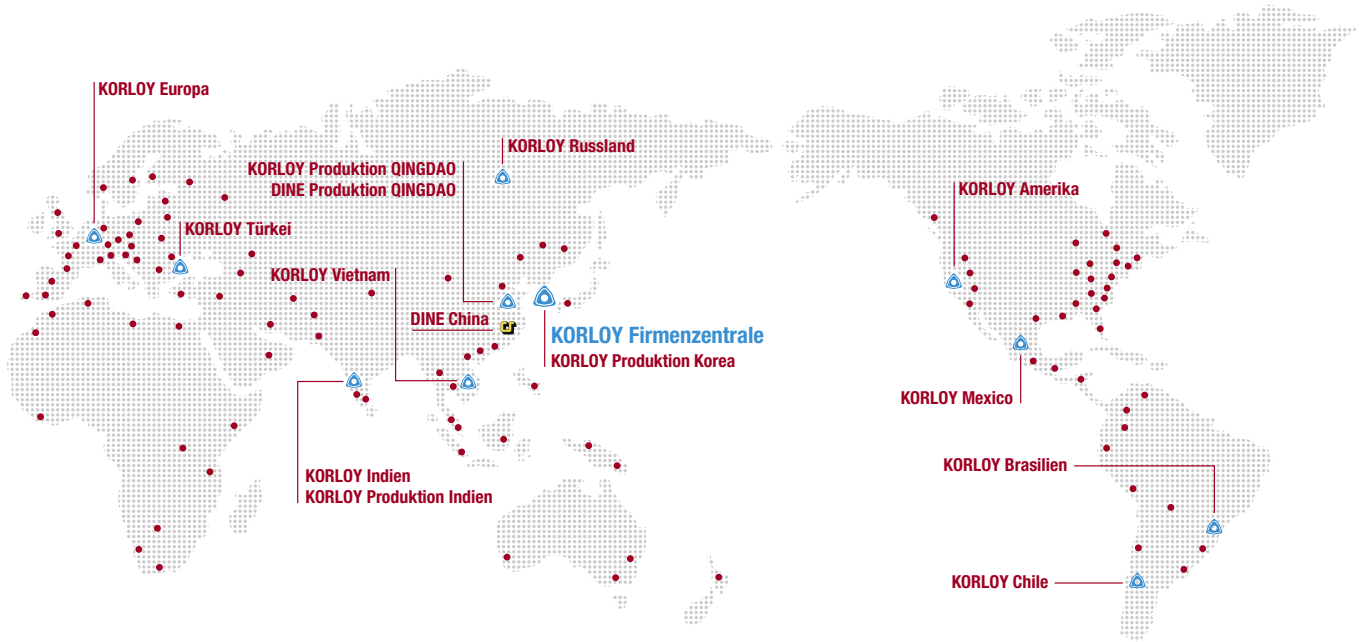 KORLOY Europa
KORLOY Russland
KORLOY Produktion QINGDAO
DINE Produktion QINGDAO
KORLOY Amerika
KORLOY Türkei
KORLOY Vietnam
DINE China
KORLOY Firmenzentrale
KORLOY Produktion Korea
KORLOY Mexico
KORLOY Brasilien
KORLOY Indien
KORLOY Produktion Indien
KORLOY Chile